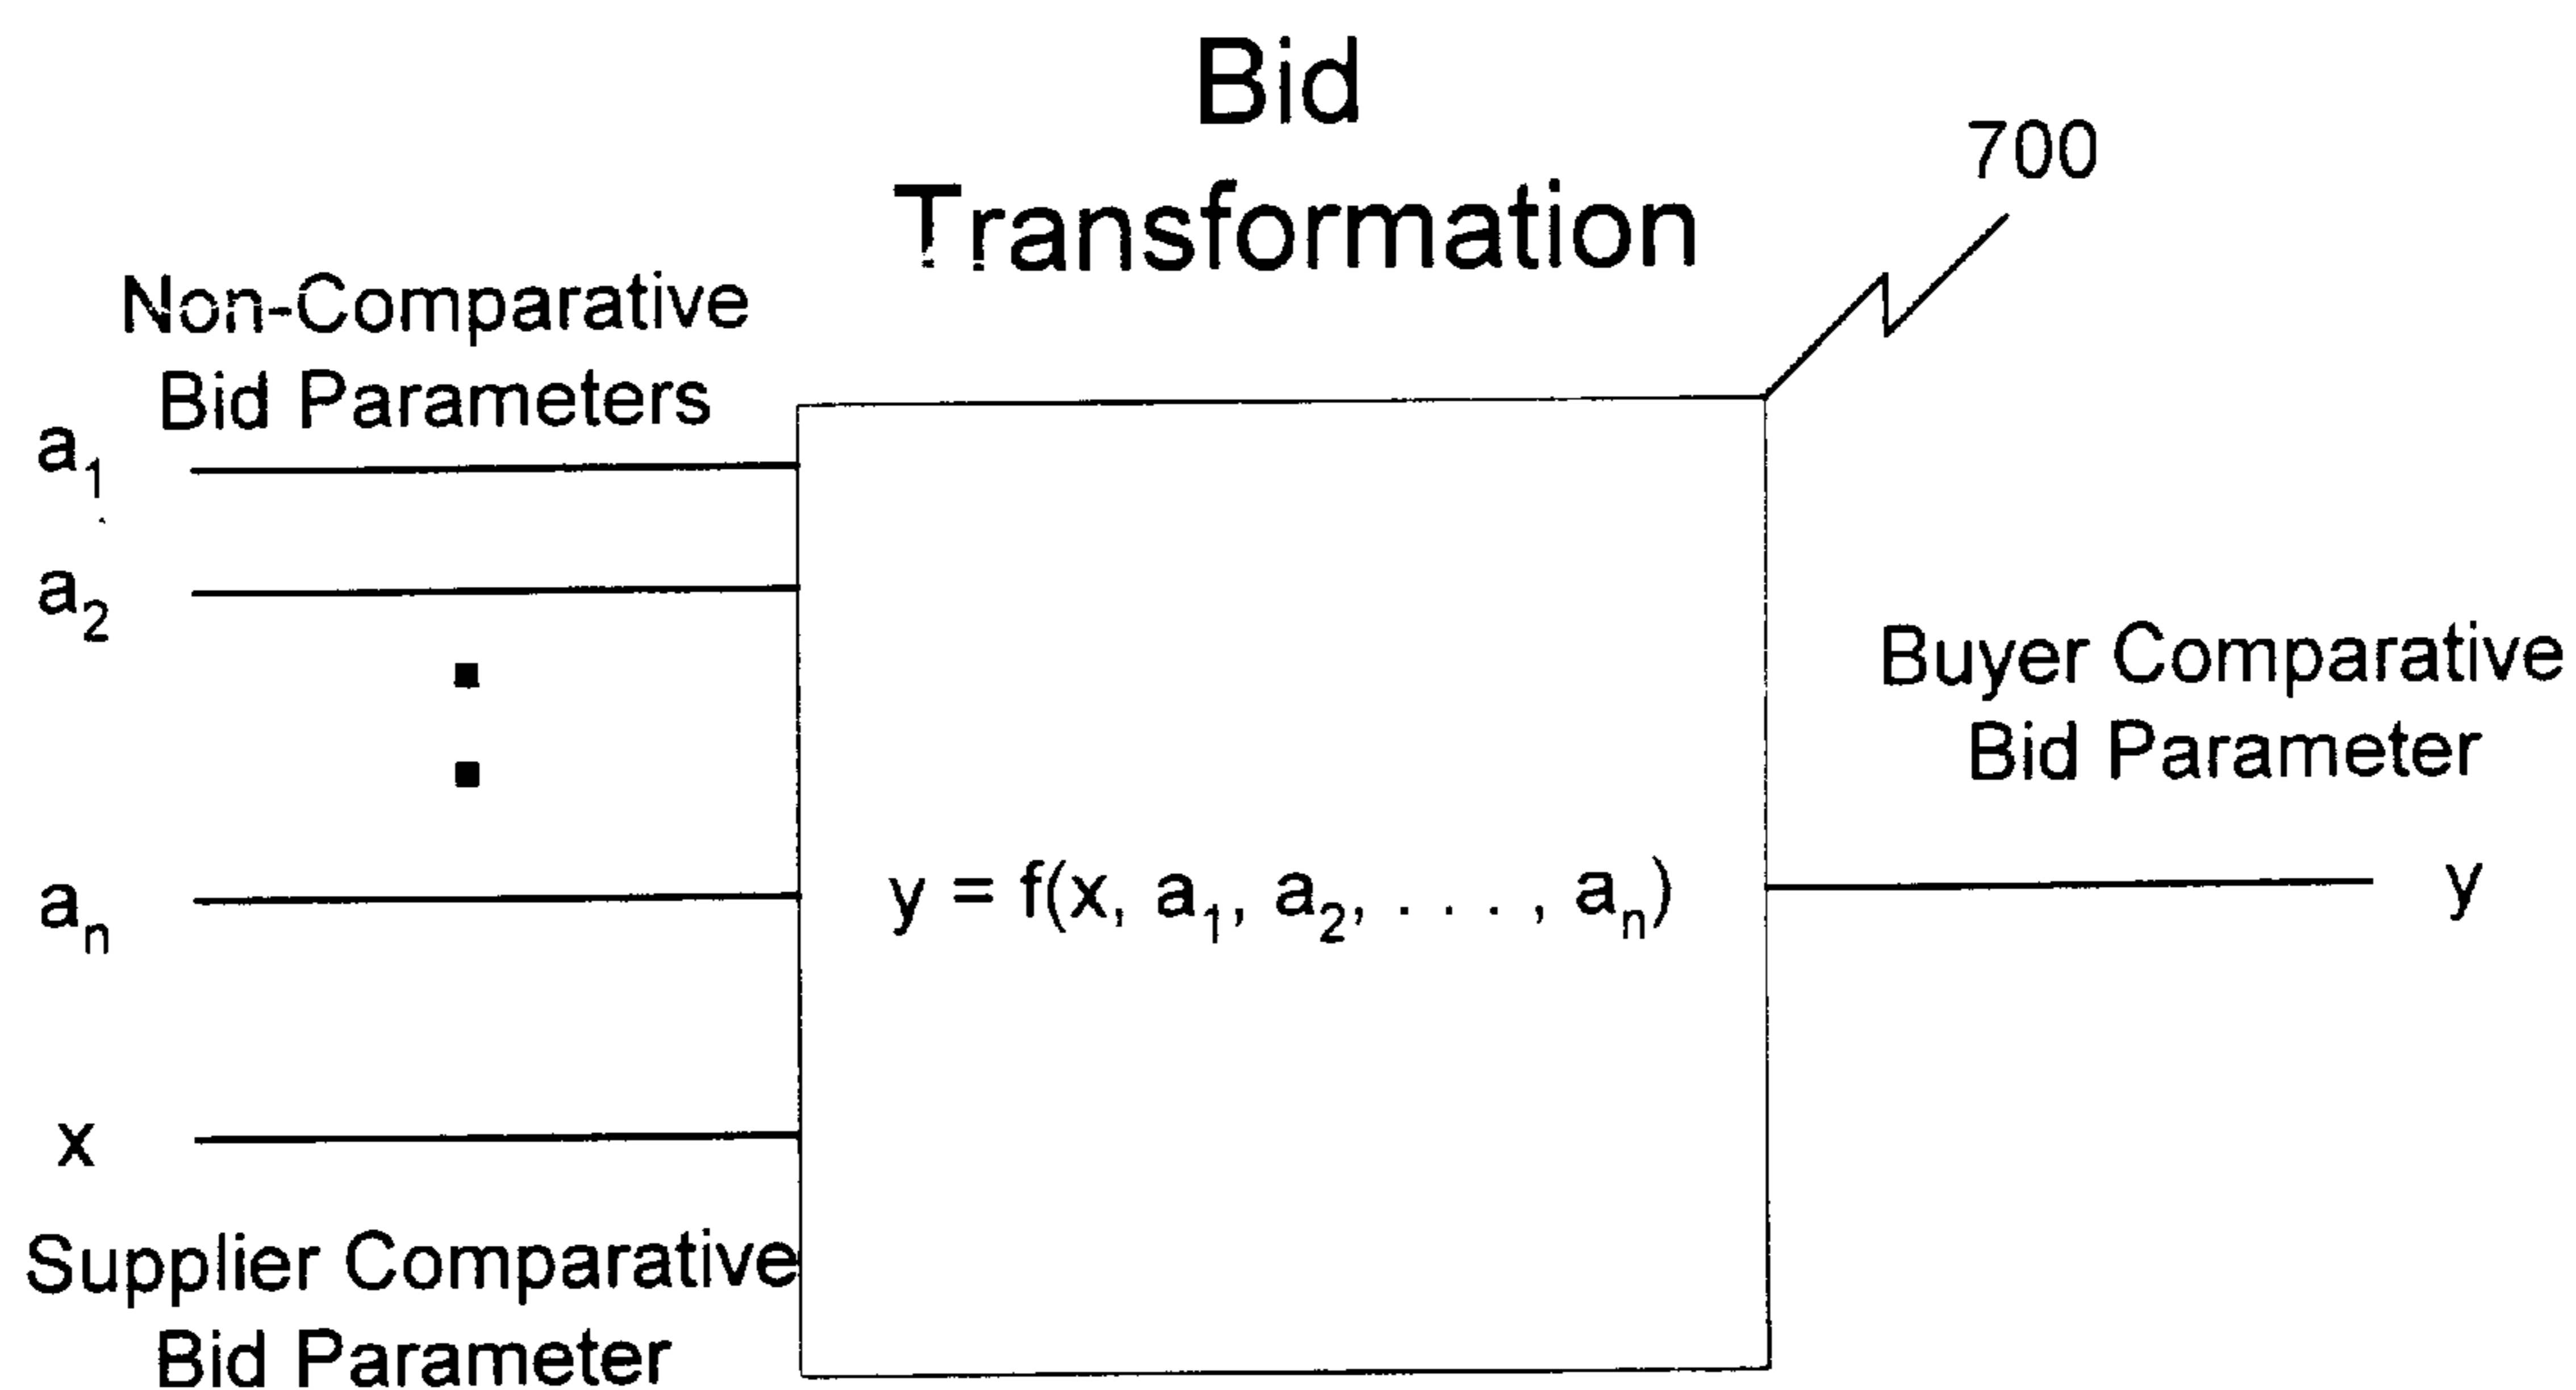 Bid
Transformation
700
Non-Comparative
Bid Parameters
a₁
a₂
aₙ
x
Supplier Comparative
Bid Parameter
y = f(x, a₁, a₂, . . . , aₙ)
Buyer Comparative
Bid Parameter
y